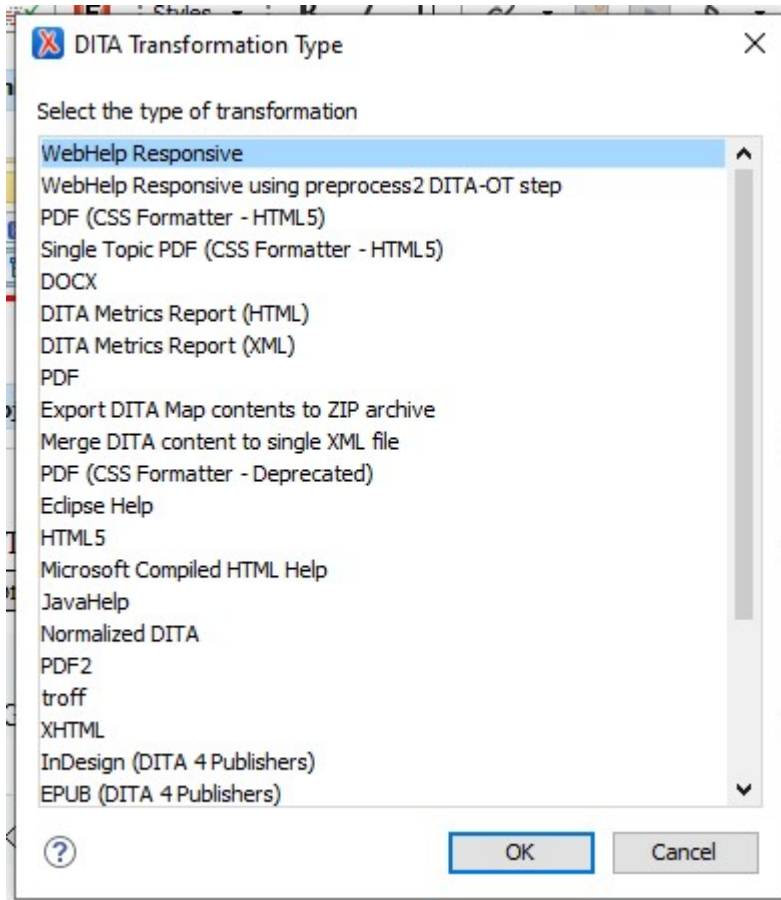 Styles
DITA Transformation Type
Select the type of transformation
WebHelp Responsive
WebHelp Responsive using preprocess2 DITA-OT step
PDF (CSS Formatter - HTML5)
Single Topic PDF (CSS Formatter - HTML5)
DOCX
DITA Metrics Report (HTML)
DITA Metrics Report (XML)
PDF
Export DITA Map contents to ZIP archive
Merge DITA content to single XML file
PDF (CSS Formatter - Deprecated)
Eclipse Help
HTML5
Microsoft Compiled HTML Help
JavaHelp
Normalized DITA
PDF2
troff
XHTML
InDesign (DITA 4 Publishers)
EPUB (DITA 4 Publishers)
? OK Cancel